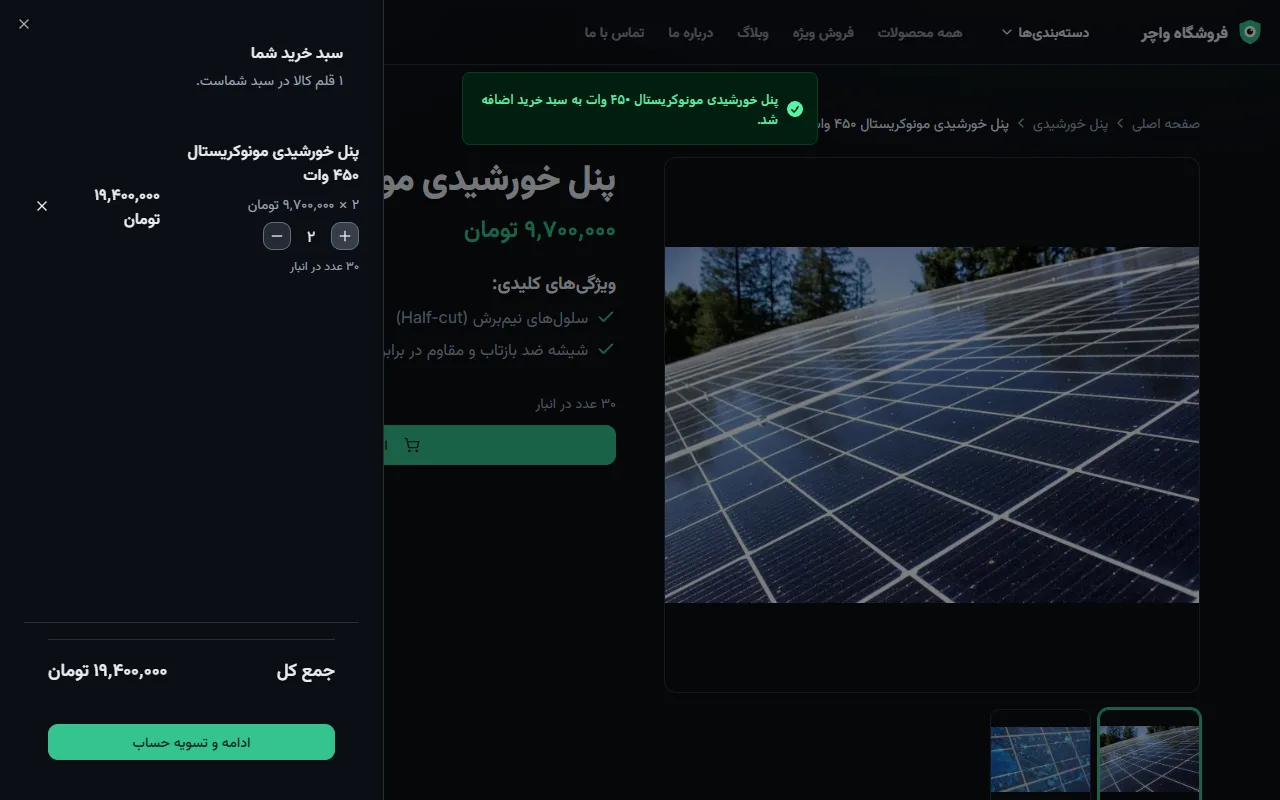 فروشگاه واچر
دسته‌بندی‌ها
همه محصولات
فروش ویژه
وبلاگ
درباره ما
تماس با ما
پنل خورشیدی مونوکریستال ۴۵۰ وات به سبد خرید اضافه
شد.
صفحه اصلی
پنل خورشیدی
پنل خورشیدی مونوکریستال ۴۵۰
پنل خورشیدی
۹,۷۰۰,۰۰۰ تومان
ویژگی‌های کلیدی:
سلول‌های نیم‌برش (Half-cut)
شیشه ضد بازتاب و مقاوم در
۳۰ عدد در انبار
سبد خرید شما
۱ قلم کالا در سبد شماست.
پنل خورشیدی مونوکریستال
۴۵۰ وات
۲ × ۹,۷۰۰,۰۰۰ تومان
۲
۳۰ عدد در انبار
۱۹,۴۰۰,۰۰۰
تومان
جمع کل
۱۹,۴۰۰,۰۰۰ تومان
ادامه و تسویه حساب